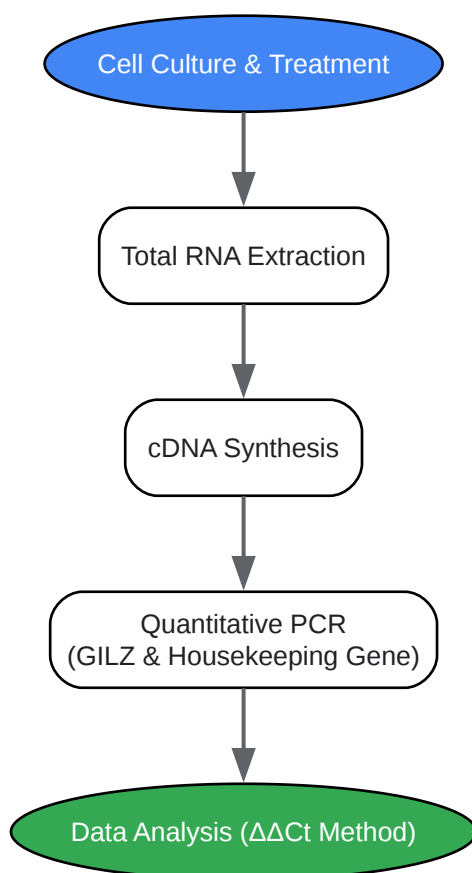 Cell Culture & Treatment
Total RNA Extraction
cDNA Synthesis
Quantitative PCR
(GILZ & Housekeeping Gene)
Data Analysis (ΔΔCt Method)